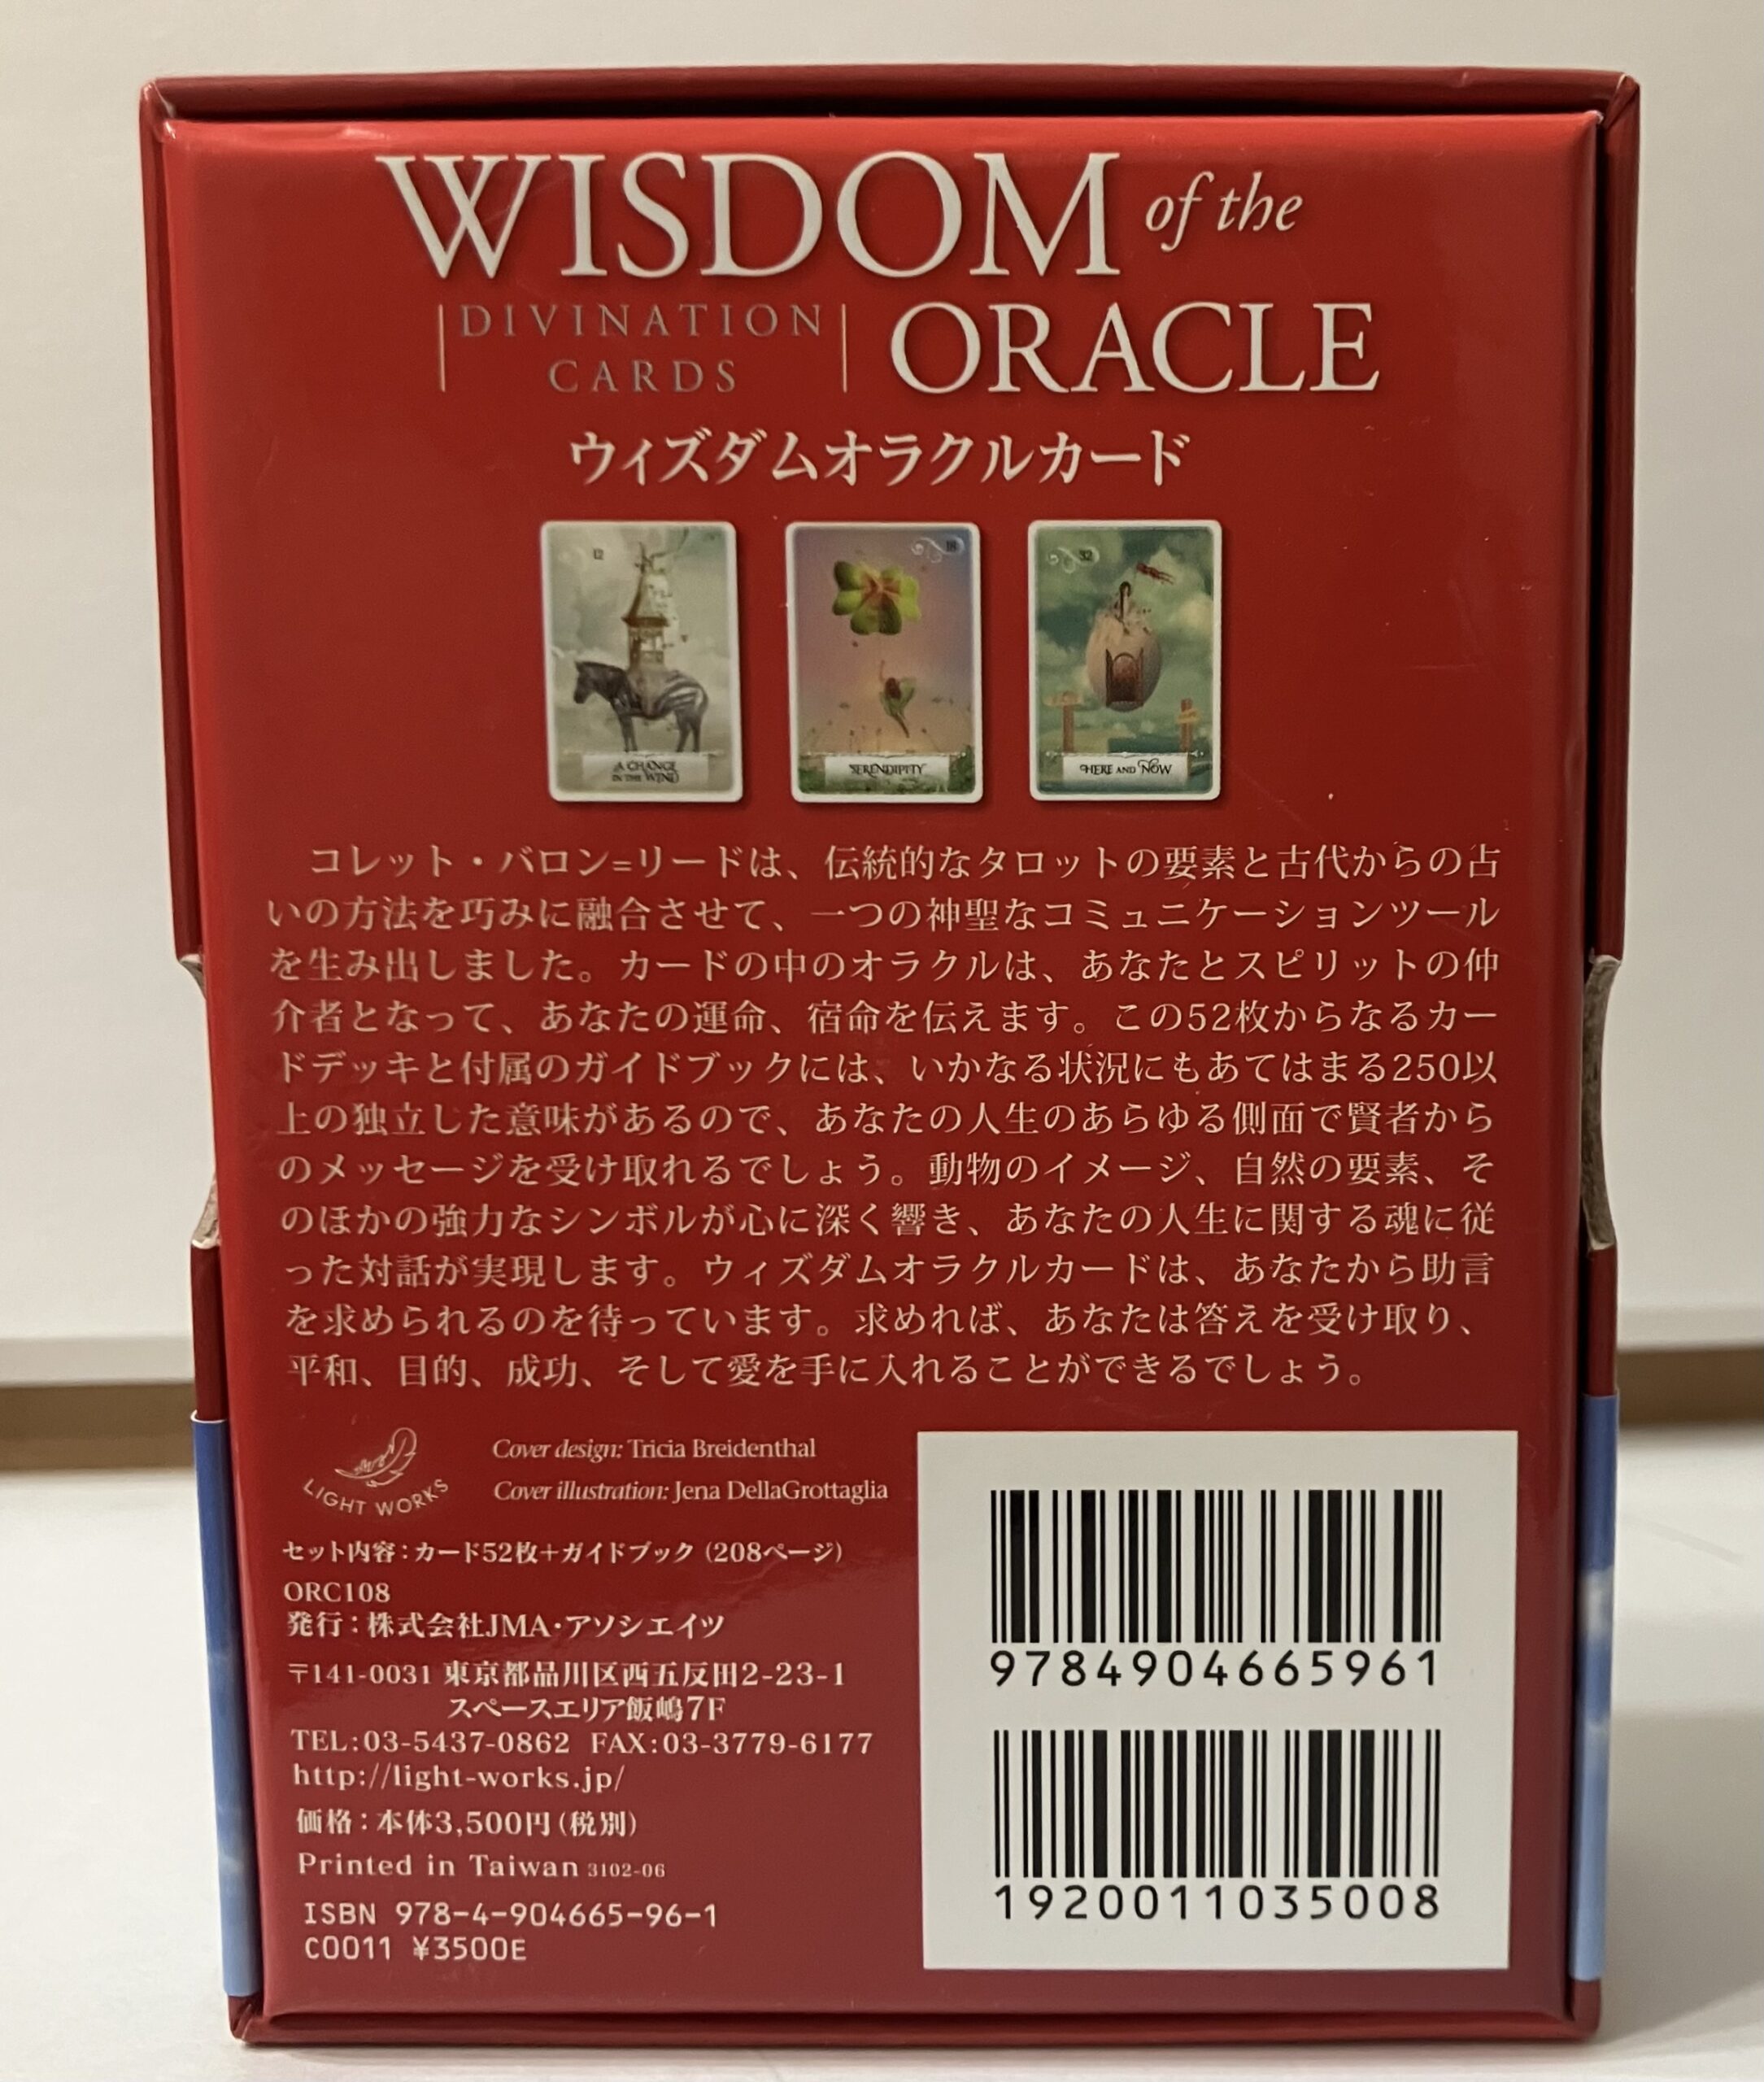 WISDOM of the
DIVINATION
CARDS
ORACLE
ウィズダムオラクルカード
12
A CHANGE
IN THE WIND
18
SERENDIPITY
32
HERE AND NOW
コレット・バロン=リードは、伝統的なタロットの要素と古代からの占
いの方法を巧みに融合させて、一つの神聖なコミュニケーションツール
を生み出しました。カードの中のオラクルは、あなたとスピリットの仲
介者となって、あなたの運命、宿命を伝えます。この52枚からなるカー
ドデッキと付属のガイドブックには、いかなる状況にもあてはまる250以
上の独立した意味があるので、あなたの人生のあらゆる側面で賢者から
のメッセージを受け取れるでしょう。動物のイメージ、自然の要素、そ
のほかの強力なシンボルが心に深く響き、あなたの人生に関する魂に従
った対話が実現します。ウィズダムオラクルカードは、あなたから助言
を求められるのを待っています。求めれば、あなたは答えを受け取り、
平和、目的、成功、そして愛を手に入れることができるでしょう。
LIGHT WORKS
Cover design: Tricia Breidenthal
Cover illustration: Jena DellaGrottaglia
セット内容：カード52枚＋ガイドブック（208ページ）
ORC108
発行：株式会社JMA・アソシエイツ
〒141-0031 東京都品川区西五反田2-23-1
スペースエリア飯嶋7F
TEL:03-5437-0862 FAX:03-3779-6177
http://light-works.jp/
価格：本体3,500円（税別）
Printed in Taiwan 3102-06
ISBN 978-4-904665-96-1
C0011 ¥3500E
9784904665961
1920011035008